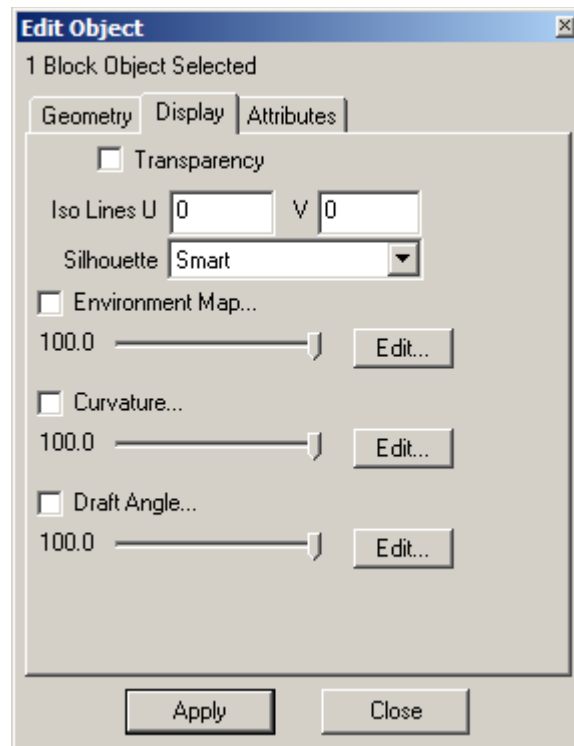 Edit Object
1 Block Object Selected
Geometry Display Attributes
Transparency
Iso Lines U 0 V 0
Silhouette Smart
Environment Map...
100.0 Edit...
Curvature...
100.0 Edit...
Draft Angle...
100.0 Edit...
Apply Close